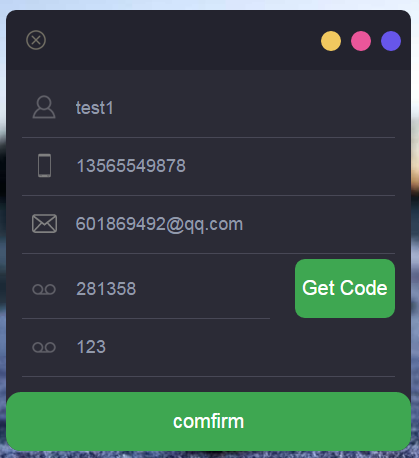 test1
13565549878
601869492@qq.com
281358
Get Code
123
comfirm